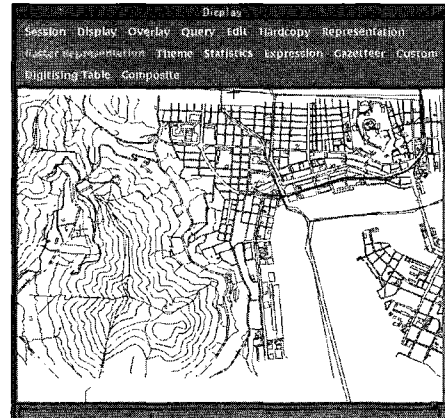 Display
Session Display Overlay Query Edit Hardcopy Representation
Raster Representation Theme Statistics Expression Gazetteer Custom
Digitising Table Composite